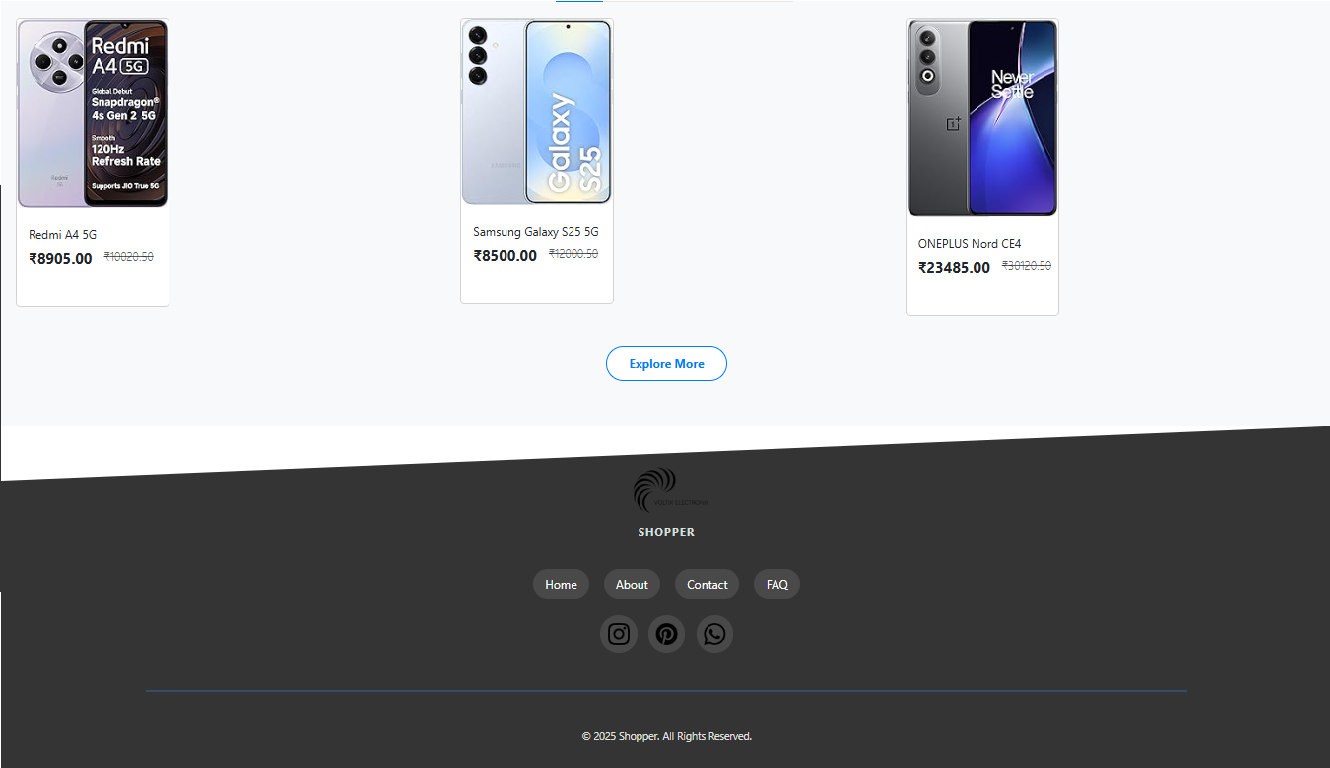 Redmi
A4 5G
Global Debut
Snapdragon®
4s Gen 2 5G
Smooth
120Hz
Refresh Rate
Supports JIO True 5G
Redmi
SAMSUNG
Galaxy
S25
Never
Settle
Redmi A4 5G
₹8905.00 ₹10020.50
Samsung Galaxy S25 5G
₹8500.00 ₹12000.50
ONEPLUS Nord CE4
₹23485.00 ₹30120.50
Explore More
SHOPPER
Home About Contact FAQ
© 2025 Shopper. All Rights Reserved.